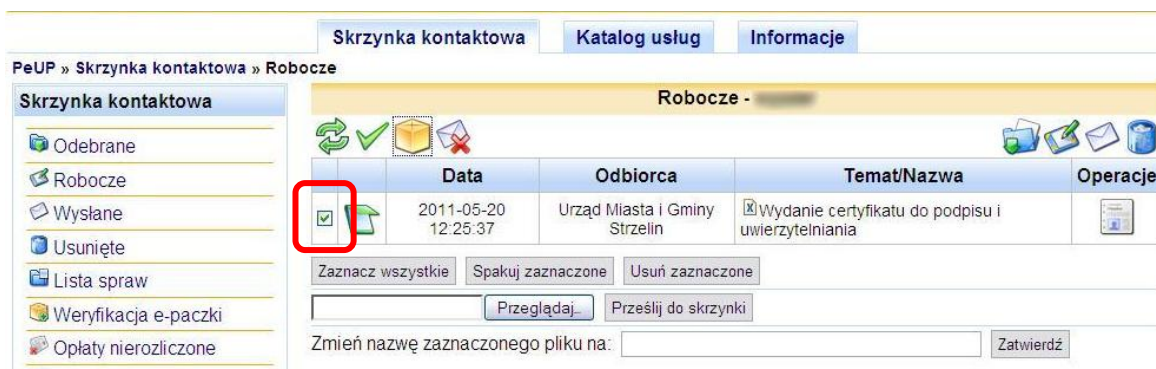 Skrzynka kontaktowa Katalog usług Informacje
PeUP » Skrzynka kontaktowa » Robocze
Skrzynka kontaktowa
Odebrane
Robocze
Wysłane
Usunięte
Lista spraw
Weryfikacja e-paczki
Opłaty nierozliczone
Robocze -
Data Odbiorca Temat/Nazwa Operacje
2011-05-20
12:25:37
Urząd Miasta i Gminy
Strzelin
Wydanie certyfikatu do podpisu i
uwierzytelniania
Zaznacz wszystkie Spakuj zaznaczone Usuń zaznaczone
Przeglądaj... Prześlij do skrzynki
Zmień nazwę zaznaczonego pliku na: Zatwierdź